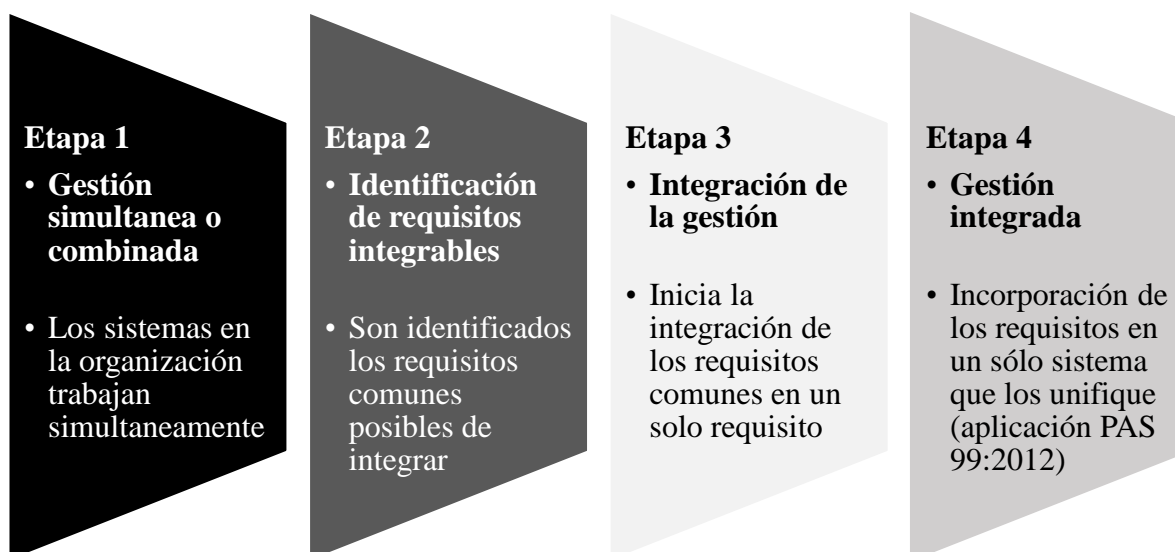 Etapa 1
• Gestión
simultanea o
combinada
• Los sistemas en
la organización
trabajan
simultaneamente
Etapa 2
• Identificación
de requisitos
integrables
• Son identificados
los requisitos
comunes
posibles de
integrar
Etapa 3
• Integración de
la gestión
• Inicia la
integración de
los requisitos
comunes en un
solo requisito
Etapa 4
• Gestión
integrada
• Incorporación de
los requisitos en
un sólo sistema
que los unifique
(aplicación PAS
99:2012)